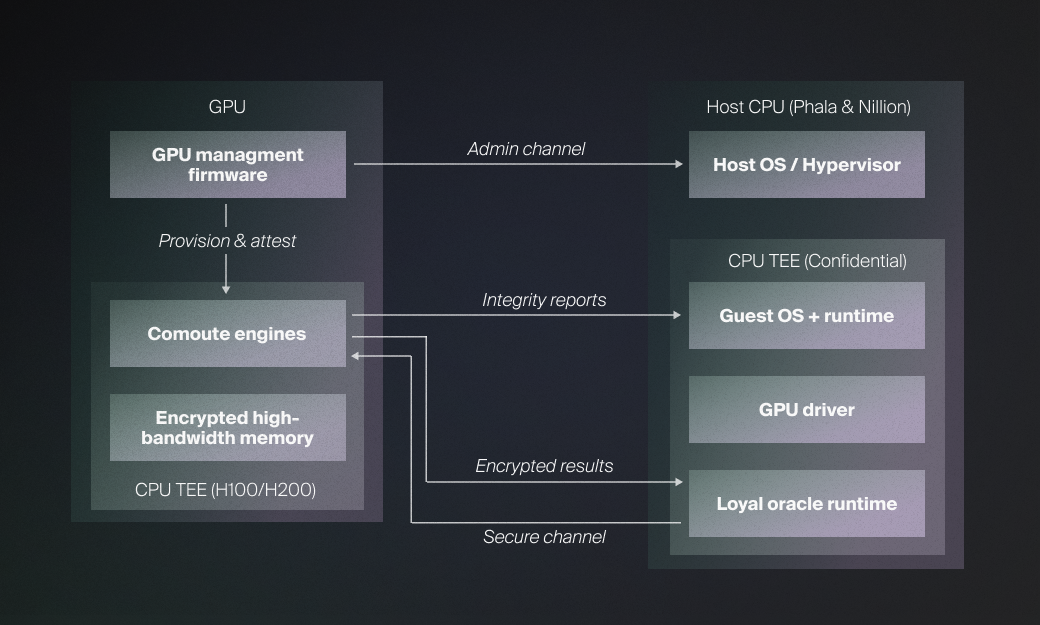 GPU
GPU managment
firmware
Provision & attest
Comoute engines
Encrypted high-
bandwidth memory
CPU TEE (H100/H200)
Admin channel
Integrity reports
Encrypted results
Secure channel
Host CPU (Phala & Nillion)
Host OS / Hypervisor
CPU TEE (Confidential)
Guest OS + runtime
GPU driver
Loyal oracle runtime